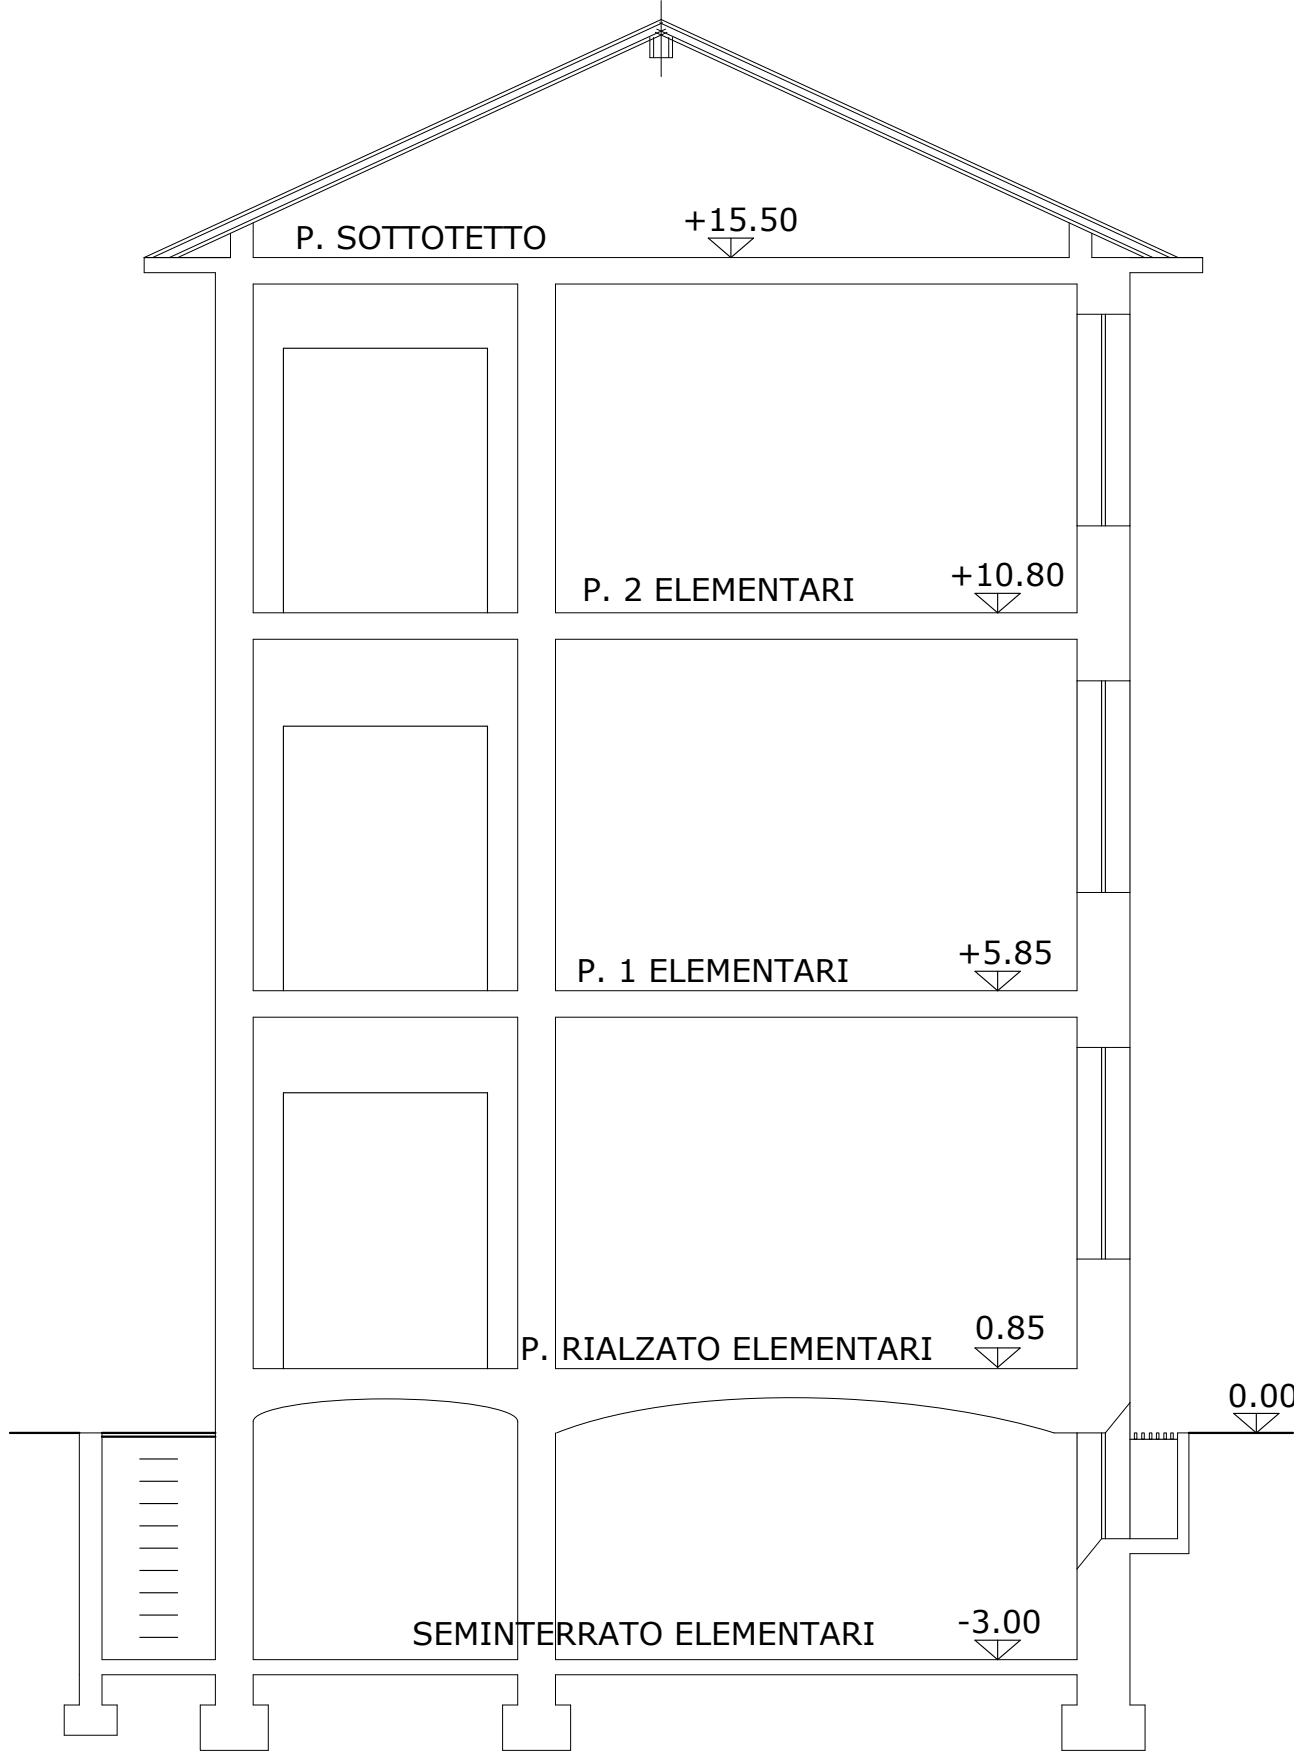 +15.50
P. SOTTOTETTO
+10.80
P. 2 ELEMENTARI
+5.85
P. 1 ELEMENTARI
0.85
P. RIALZATO ELEMENTARI
0.00
-3.00
SEMINTERRATO ELEMENTARI